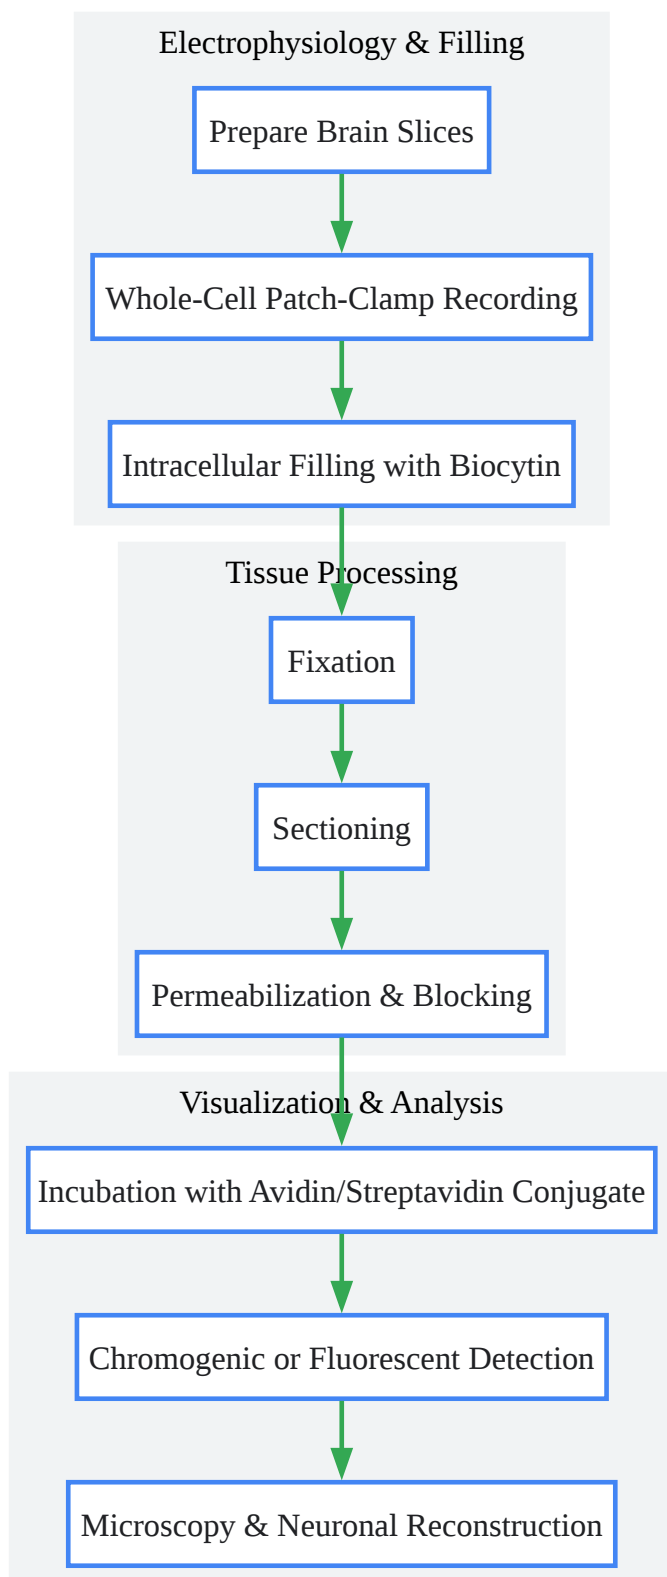 Electrophysiology & Filling
Prepare Brain Slices
Whole-Cell Patch-Clamp Recording
Intracellular Filling with Biocytin
Tissue Processing
Fixation
Sectioning
Permeabilization & Blocking
Visualization & Analysis
Incubation with Avidin/Streptavidin Conjugate
Chromogenic or Fluorescent Detection
Microscopy & Neuronal Reconstruction